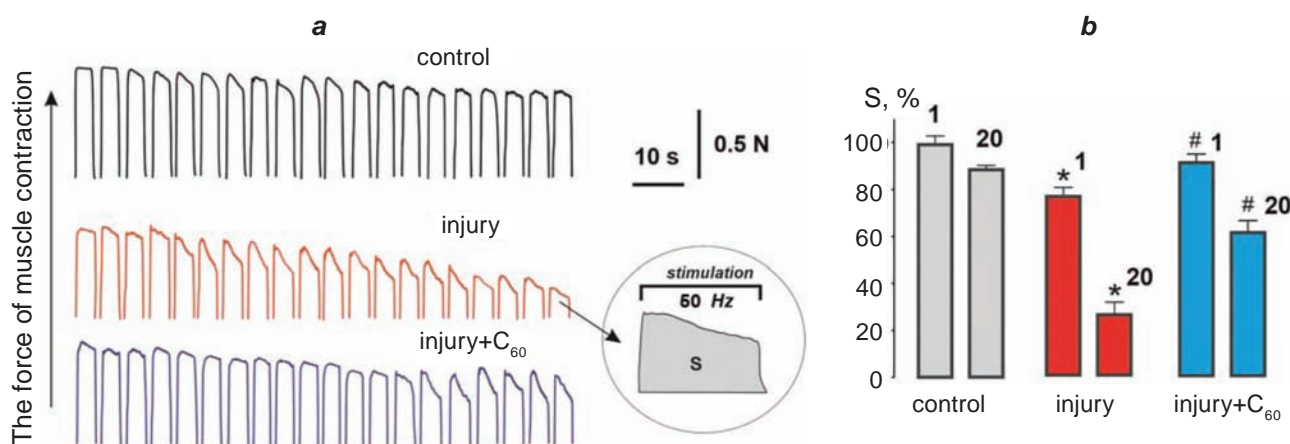 a
The force of muscle contraction
control
10 s
0.5 N
injury
stimulation
50 Hz
S
injury+C₆₀
b
S, %
100
80
60
40
20
0
1
20
* 1
* 20
# 1
# 20
control
injury
injury+C₆₀